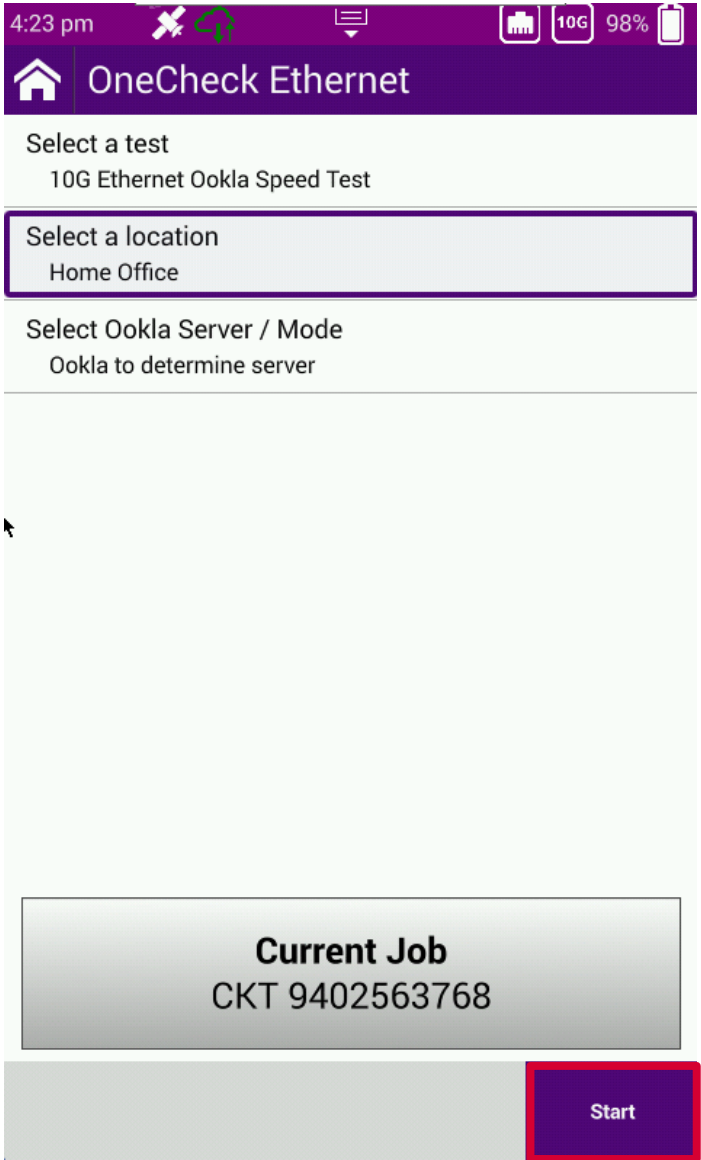 4:23 pm
10G
98%
OneCheck Ethernet
Select a test
10G Ethernet Ookla Speed Test
Select a location
Home Office
Select Ookla Server / Mode
Ookla to determine server
Current Job
CKT 9402563768
Start